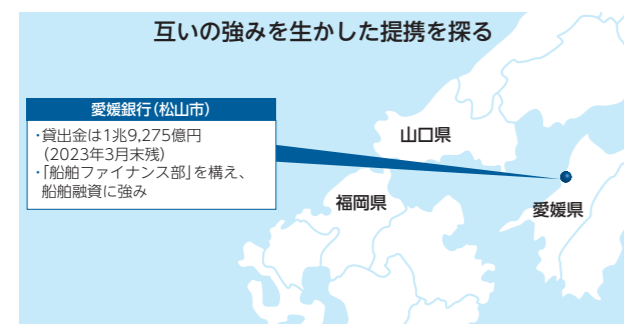 互いの強みを生かした提携を探る
愛媛銀行（松山市）
・貸出金は1兆9,275億円
（2023年3月末残）
・「船舶ファイナンス部」を構え、
船舶融資に強み
山口県
福岡県
愛媛県